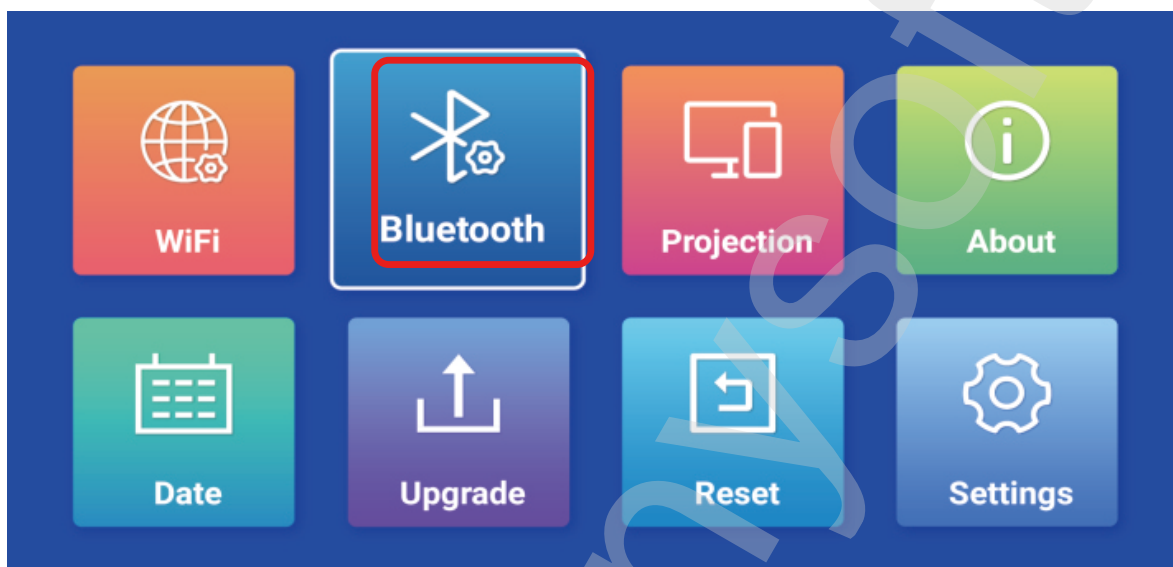 WiFi
Bluetooth
Projection
About
Date
Upgrade
Reset
Settings